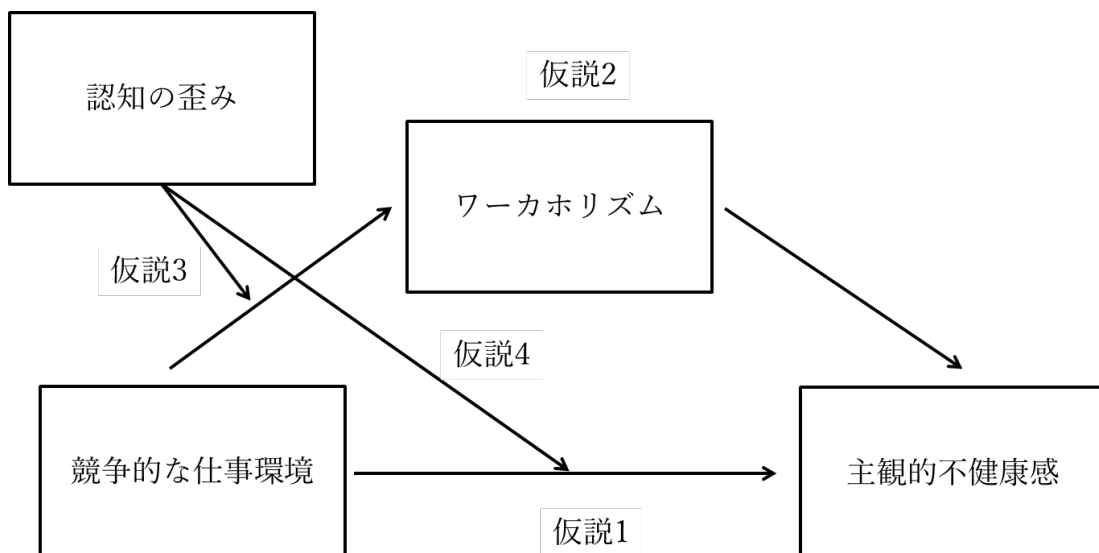 認知の歪み
仮説2
ワーカホリズム
仮説3
仮説4
競争的な仕事環境
主観的不健康感
仮説1